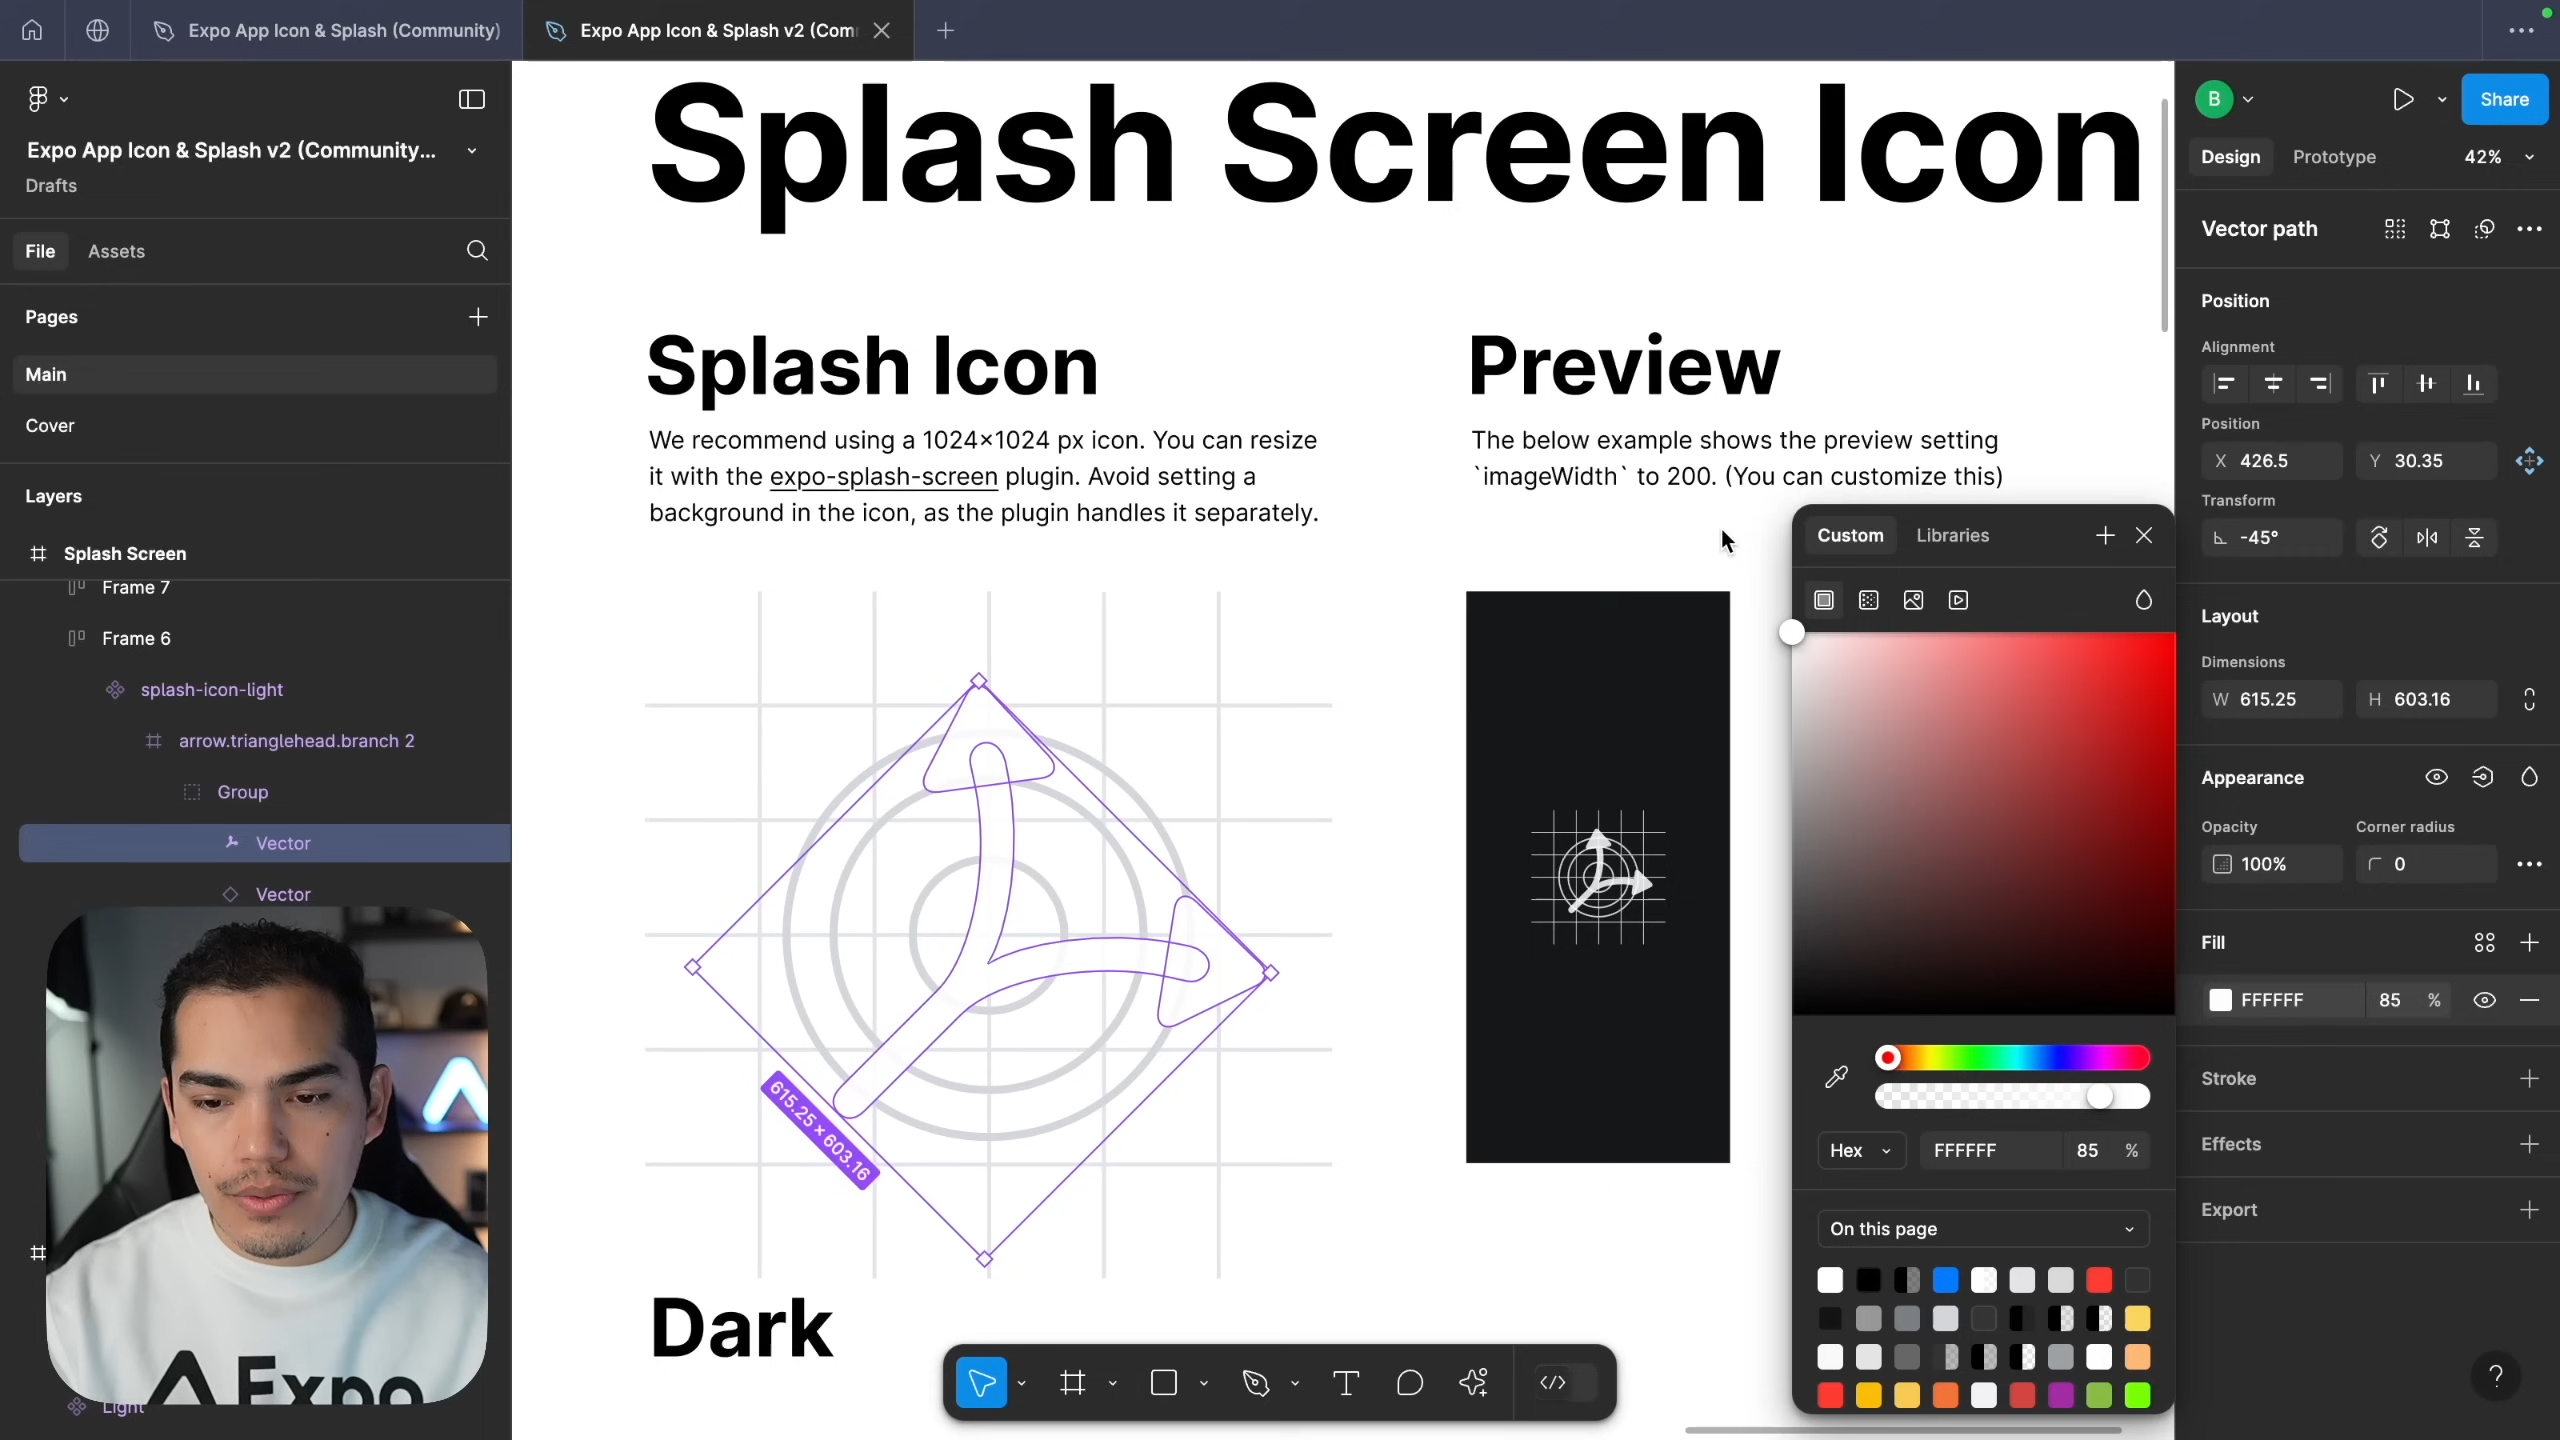 Expo App Icon & Splash (Community)
Expo App Icon & Splash v2 (Com
Expo App Icon & Splash v2 (Community...
Drafts
File
Assets
Pages
Main
Cover
Layers
Splash Screen
Frame 7
Frame 6
splash-icon-light
arrow.trianglehead.branch 2
Group
Vector
Vector
Expo
Light
Splash Screen Icon
Splash Icon
We recommend using a 1024×1024 px icon. You can resize
it with the expo-splash-screen plugin. Avoid setting a
background in the icon, as the plugin handles it separately.
Preview
The below example shows the preview setting
`imageWidth` to 200. (You can customize this)
615.25 × 603.16
Dark
Custom
Libraries
Hex
FFFFFF
85
%
On this page
B
Share
Design
Prototype
42%
Vector path
Position
Alignment
Position
X 426.5
Y 30.35
Transform
-45°
Layout
Dimensions
W 615.25
H 603.16
Appearance
Opacity
Corner radius
100%
0
Fill
FFFFFF
85
%
Stroke
Effects
Export
?